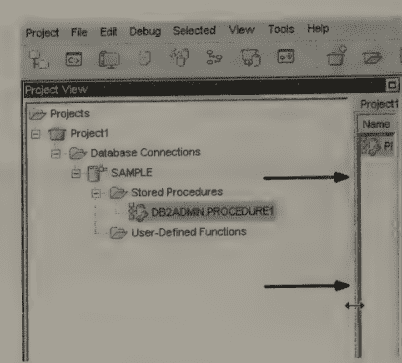 Project File Edit Debug Selected View Tools Help
Project View
Projects
Project1
Database Connections
SAMPLE
Stored Procedures
DB2ADMIN.PROCEDURE1
User-Defined Functions
Project1
Name